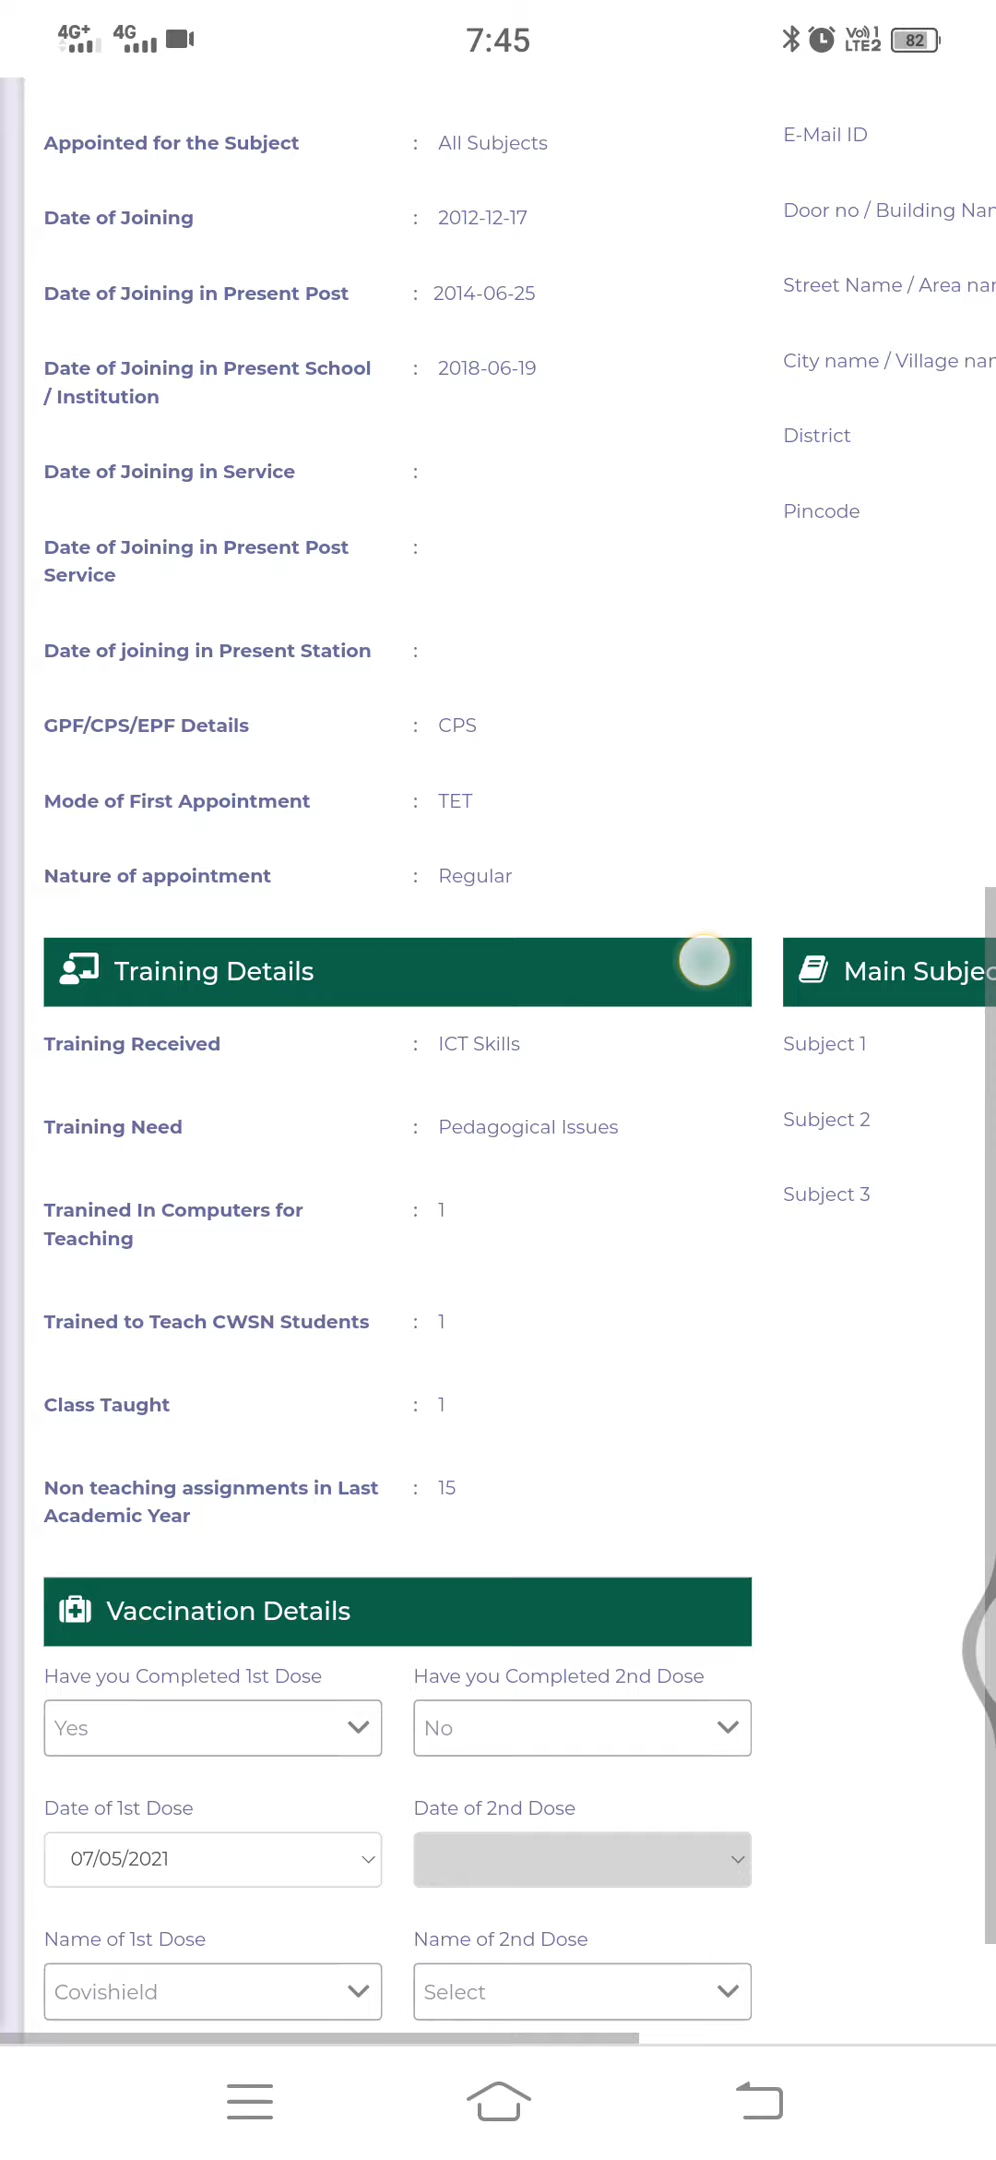 4G+ 4G 7:45 Vo) 1 LTE2 82
Appointed for the Subject : All Subjects
Date of Joining : 2012-12-17
Date of Joining in Present Post : 2014-06-25
Date of Joining in Present School : 2018-06-19
/ Institution
Date of Joining in Service :
Date of Joining in Present Post :
Service
Date of joining in Present Station :
GPF/CPS/EPF Details : CPS
Mode of First Appointment : TET
Nature of appointment : Regular
E-Mail ID
Door no / Building Nar
Street Name / Area nar
City name / Village nar
District
Pincode
Training Details
Training Received : ICT Skills
Training Need : Pedagogical Issues
Tranined In Computers for : 1
Teaching
Trained to Teach CWSN Students : 1
Class Taught : 1
Non teaching assignments in Last : 15
Academic Year
Main Subjec
Subject 1
Subject 2
Subject 3
Vaccination Details
Have you Completed 1st Dose Have you Completed 2nd Dose
Yes No
Date of 1st Dose Date of 2nd Dose
07/05/2021
Name of 1st Dose Name of 2nd Dose
Covishield Select